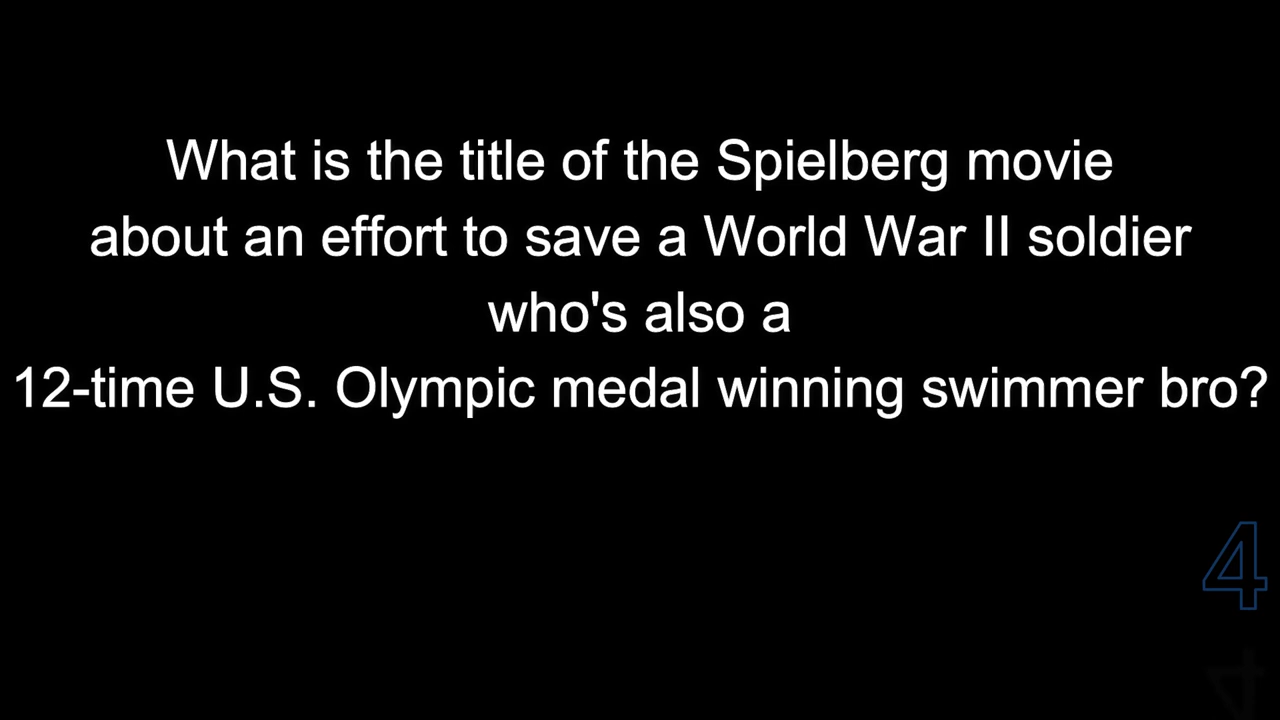 What is the title of the Spielberg movie
about an effort to save a World War II soldier
who's also a
12-time U.S. Olympic medal winning swimmer bro?
4